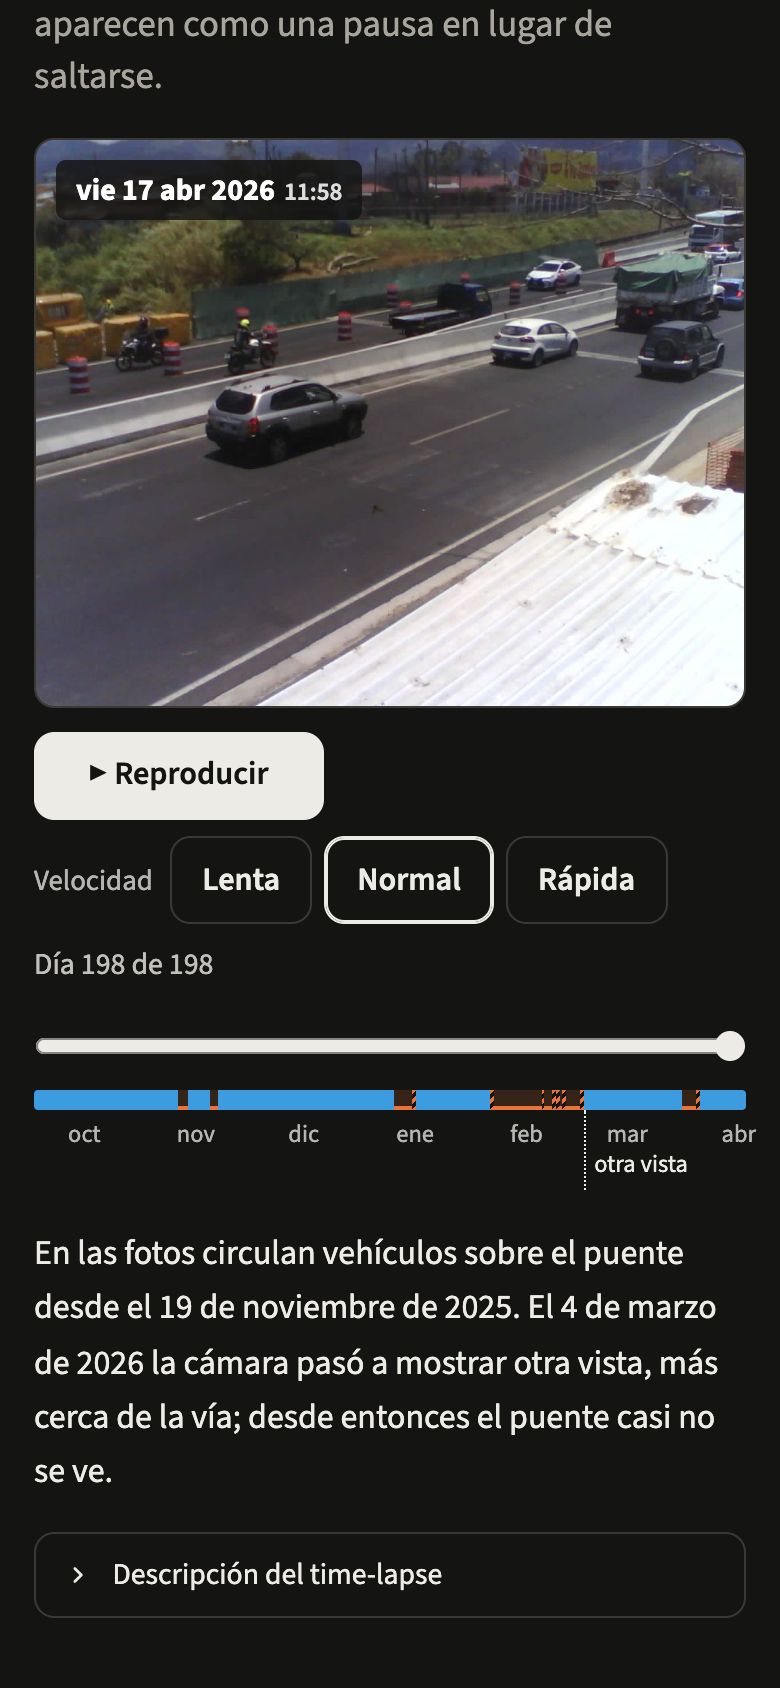 aparecen como una pausa en lugar de
saltarse.
vie 17 abr 2026 11:58
▶ Reproducir
Velocidad Lenta Normal Rápida
Día 198 de 198
oct nov dic ene feb mar abr
otra vista
En las fotos circulan vehículos sobre el puente
desde el 19 de noviembre de 2025. El 4 de marzo
de 2026 la cámara pasó a mostrar otra vista, más
cerca de la vía; desde entonces el puente casi no
se ve.
Descripción del time-lapse